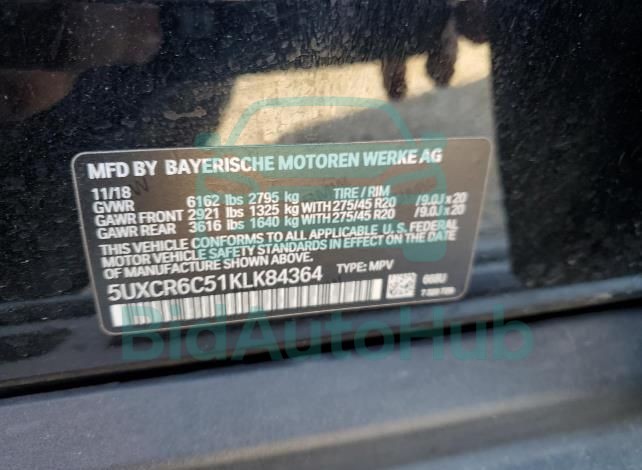 MFD BY BAYERISCHE MOTOREN WERKE AG
11/18
GVWR 6162 lbs 2795 kg TIRE / RIM
GAWR FRONT 2921 lbs 1325 kg WITH 275/45 R20 /9.0J x 20
GAWR REAR 3616 lbs 1640 kg WITH 275/45 R20 /9.0J x 20
THIS VEHICLE CONFORMS TO ALL APPLICABLE U.S. FEDERAL
MOTOR VEHICLE SAFETY STANDARDS IN EFFECT ON THE DATE
OF MANUFACTURE SHOWN ABOVE.
5UXCR6C51KLK84364 TYPE: MPV
BidAutoHub